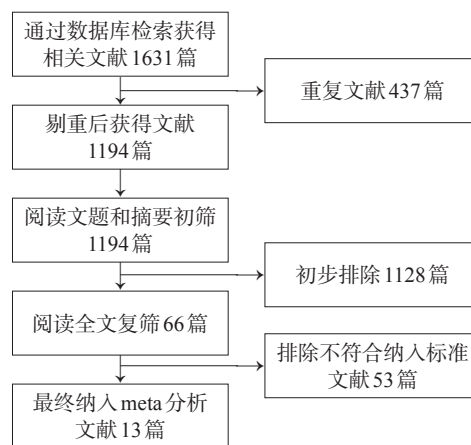 通过数据库检索获得
相关文献1631篇
重复文献437篇
剔重后获得文献
1194篇
阅读文题和摘要初筛
1194篇
初步排除1128篇
阅读全文复筛66篇
排除不符合纳入标准
文献53篇
最终纳入meta分析
文献13篇